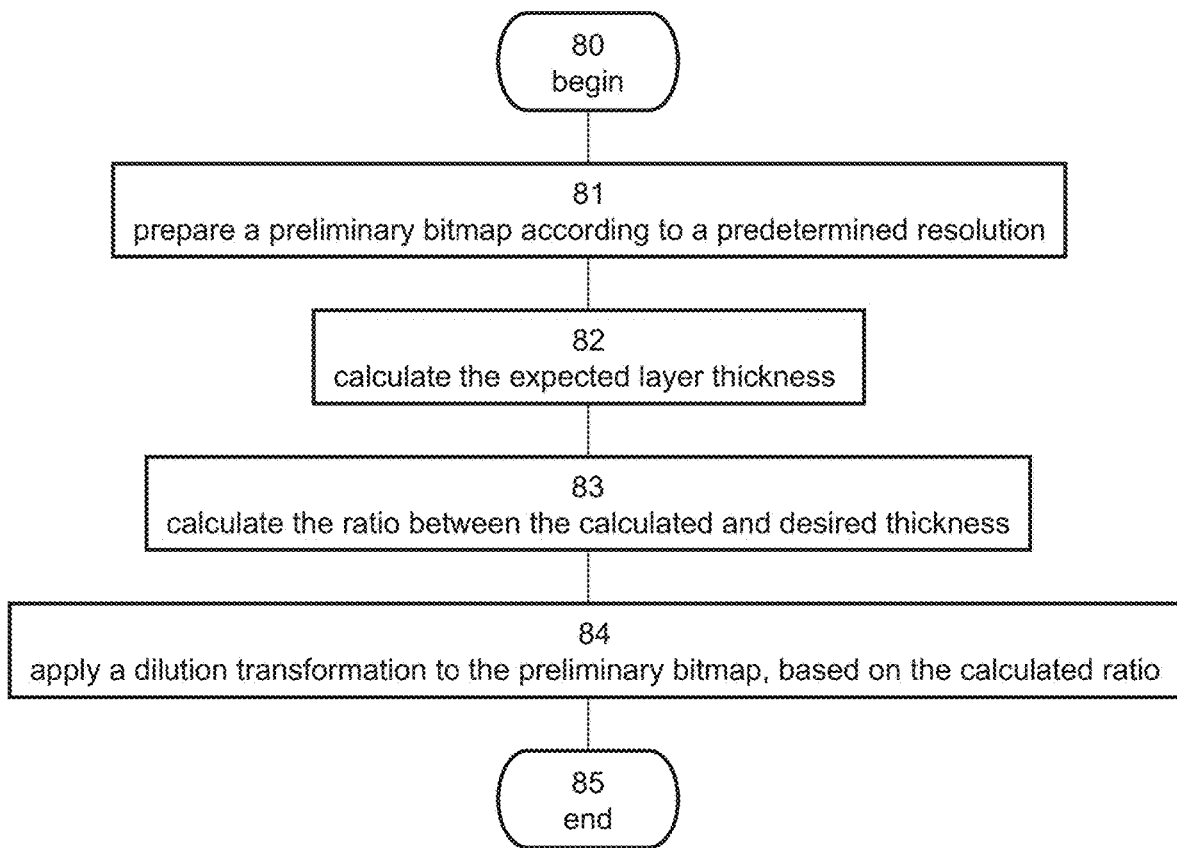 80
begin
81
prepare a preliminary bitmap according to a predetermined resolution
82
calculate the expected layer thickness
83
calculate the ratio between the calculated and desired thickness
84
apply a dilution transformation to the preliminary bitmap, based on the calculated ratio
85
end